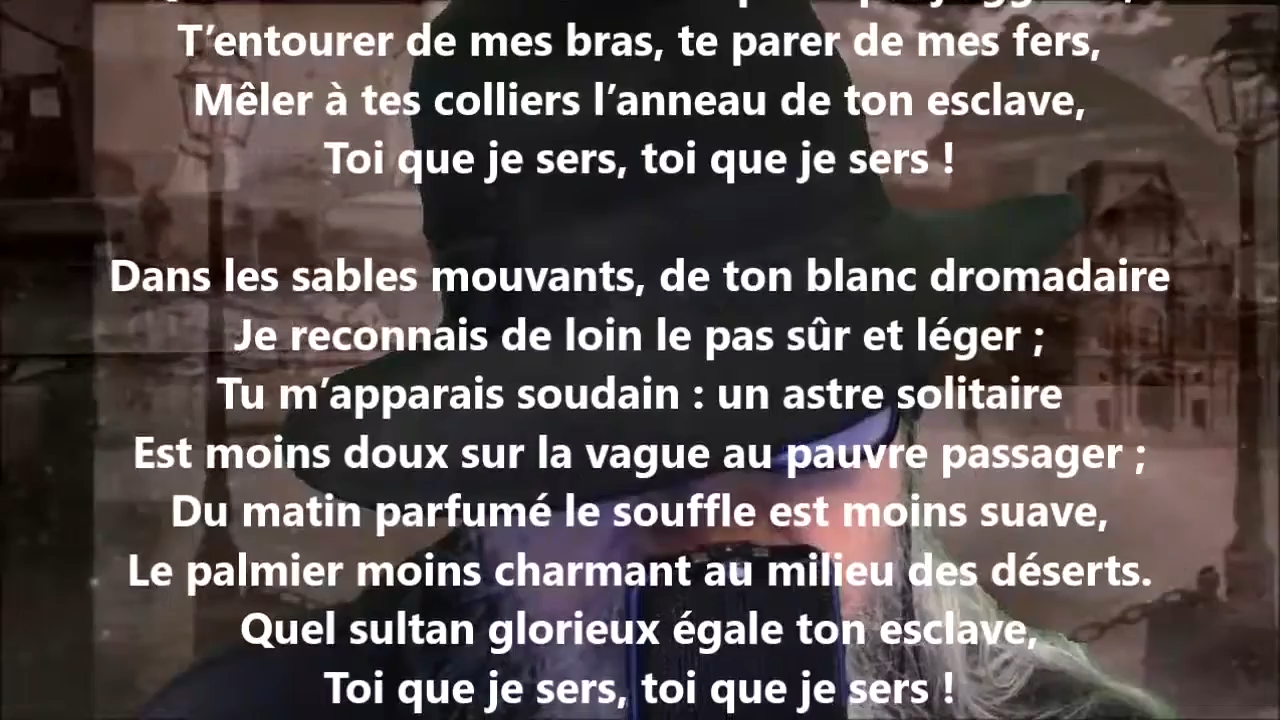 T’entourer de mes bras, te parer de mes fers,
Mêler à tes colliers l’anneau de ton esclave,
Toi que je sers, toi que je sers !
Dans les sables mouvants, de ton blanc dromadaire
Je reconnais de loin le pas sûr et léger ;
Tu m’apparais soudain : un astre solitaire
Est moins doux sur la vague au pauvre passager ;
Du matin parfumé le souffle est moins suave,
Le palmier moins charmant au milieu des déserts.
Quel sultan glorieux égale ton esclave,
Toi que je sers, toi que je sers !